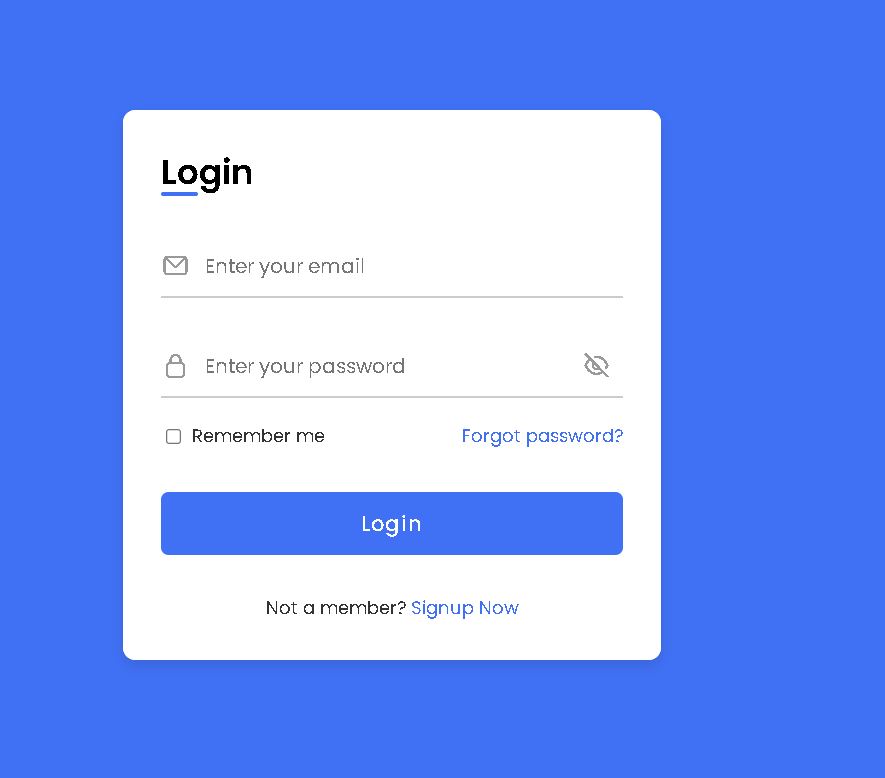 Login
Enter your email
Enter your password
Remember me Forgot password?
Login
Not a member? Signup Now